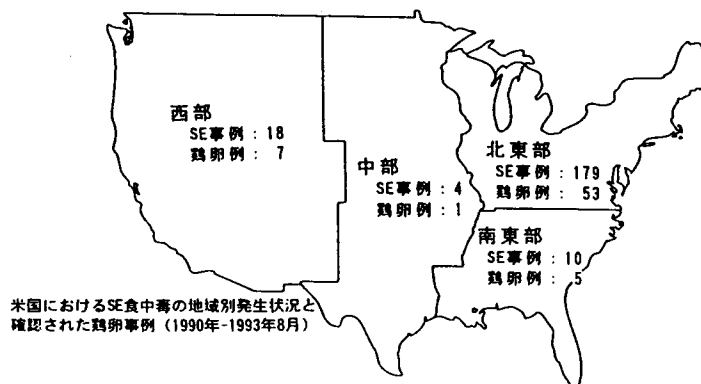 西部
SE事例 : 18
鶏卵例 : 7
中部
SE事例 : 4
鶏卵例 : 1
北東部
SE事例 : 179
鶏卵例 : 53
南東部
SE事例 : 10
鶏卵例 : 5
米国におけるSE食中毒の地域別発生状況と
確認された鶏卵事例 (1990年-1993年8月)